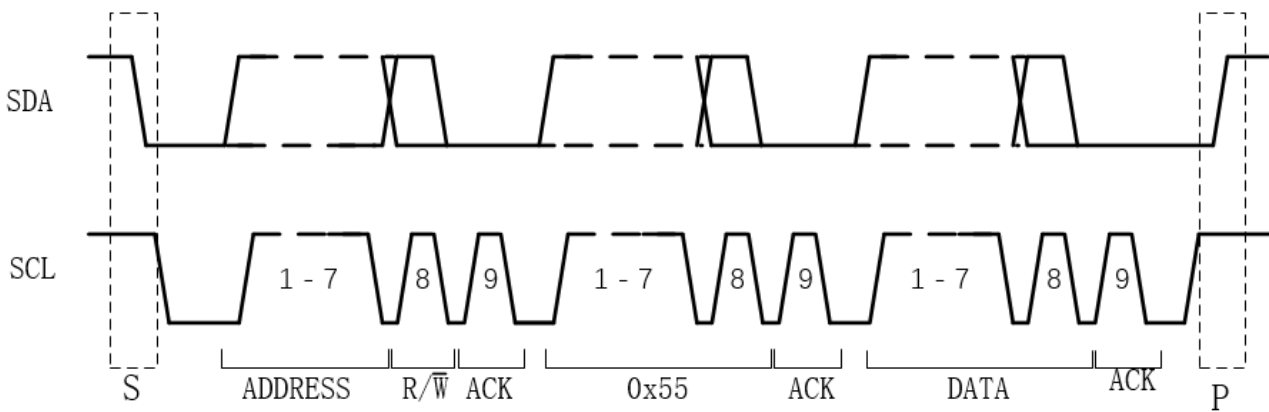 SDA
SCL
1 - 7 8 9 1 - 7 8 9 1 - 7 8 9
S ADDRESS R/W̅ ACK 0x55 ACK DATA ACK P